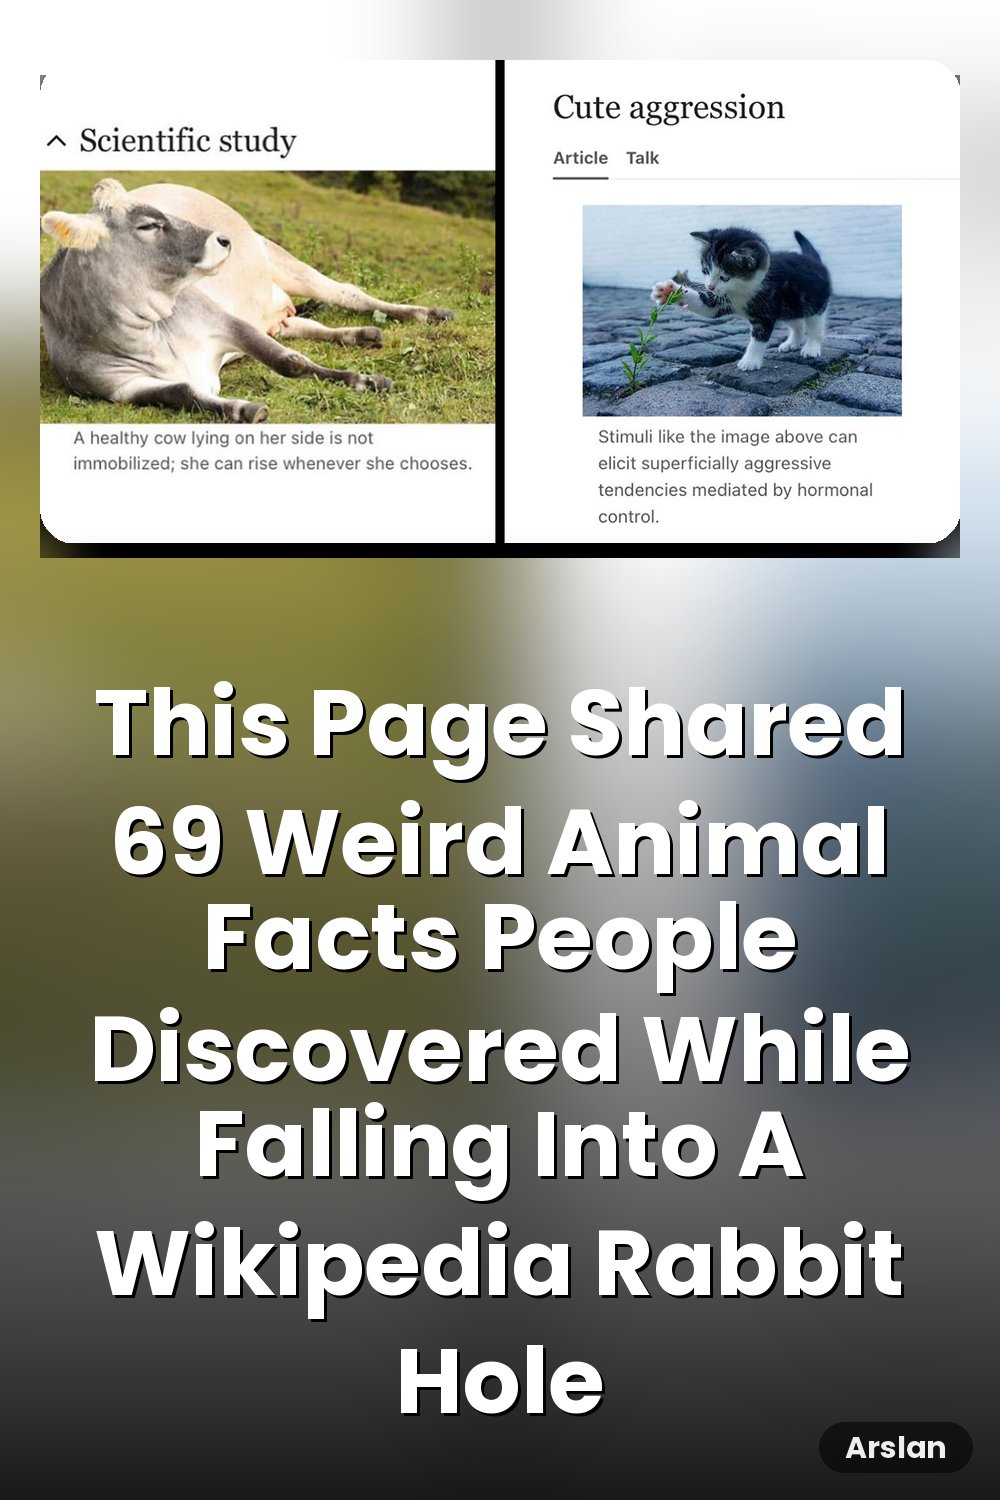 Scientific study
A healthy cow lying on her side is not
immobilized; she can rise whenever she chooses.
Cute aggression
Article Talk
Stimuli like the image above can
elicit superficially aggressive
tendencies mediated by hormonal
control.
This Page Shared
69 Weird Animal
Facts People
Discovered While
Falling Into A
Wikipedia Rabbit
Hole
Arslan